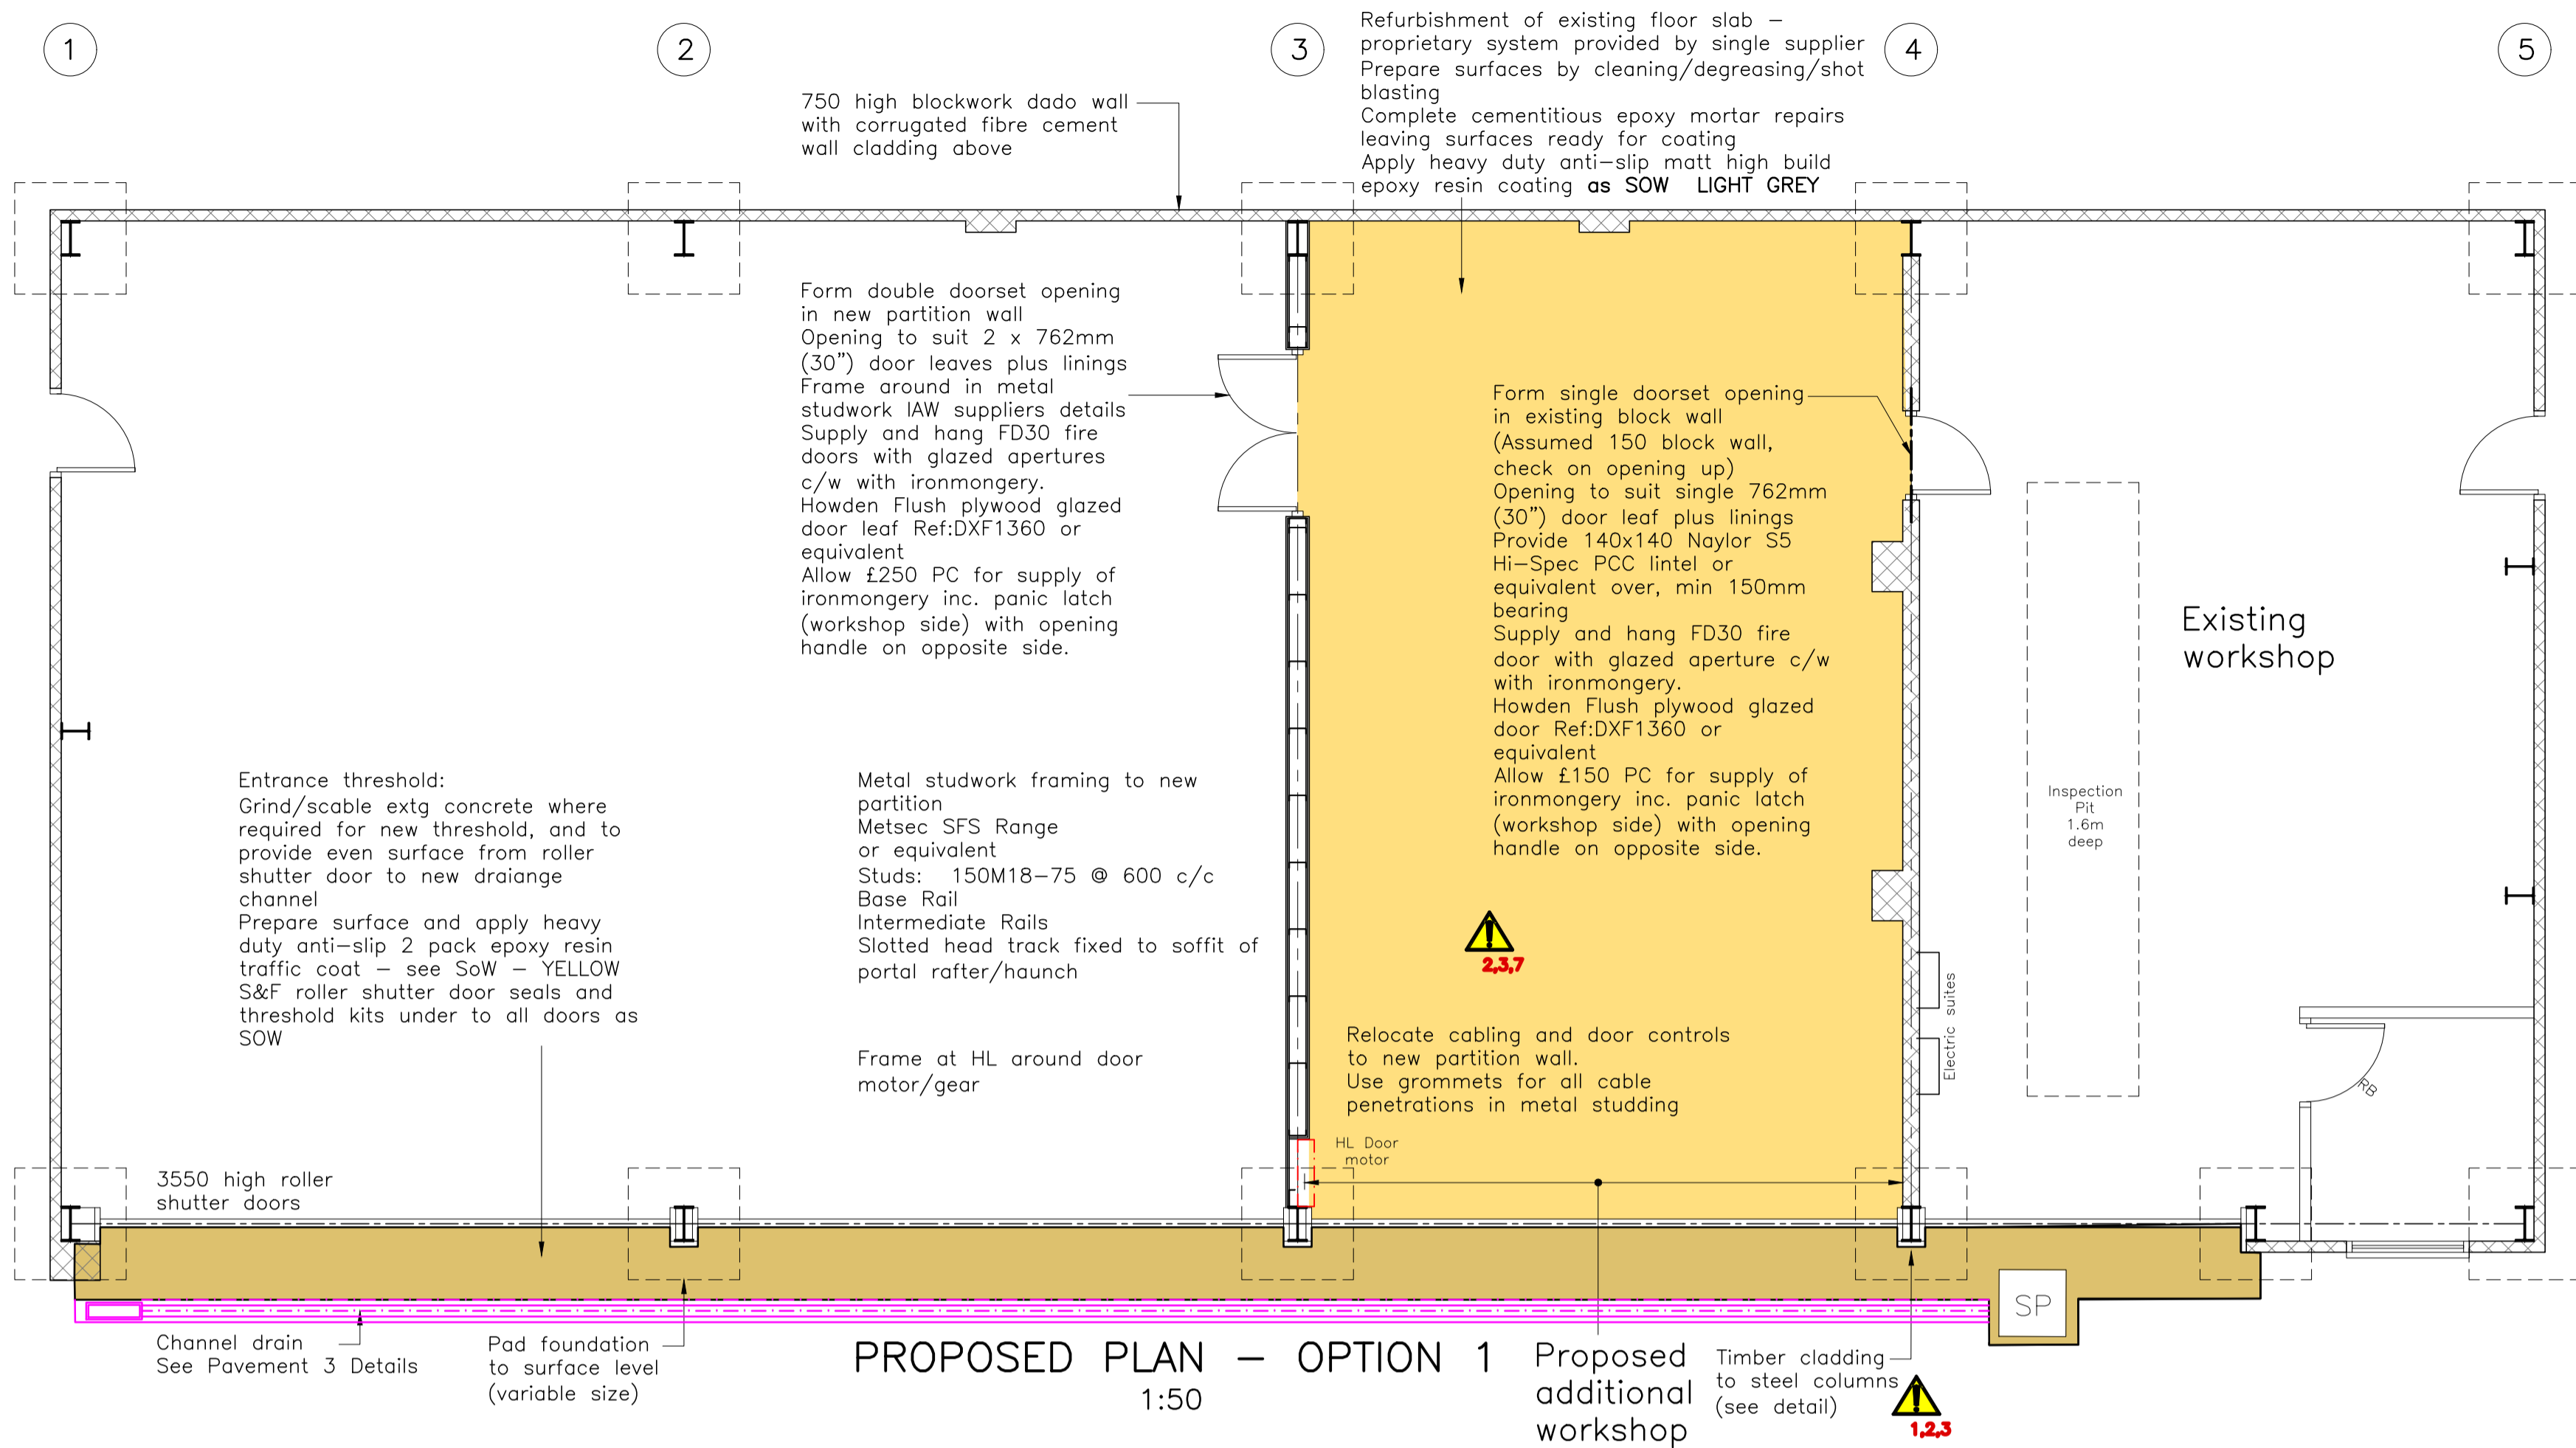 1
2
3
4
5
Refurbishment of existing floor slab –
proprietary system provided by single supplier
Prepare surfaces by cleaning/degreasing/shot
blasting
Complete cementitious epoxy mortar repairs
leaving surfaces ready for coating
Apply heavy duty anti–slip matt high build
epoxy resin coating as SOW LIGHT GREY
750 high blockwork dado wall
with corrugated fibre cement
wall cladding above
Form double doorset opening
in new partition wall
Opening to suit 2 x 762mm
(30") door leaves plus linings
Frame around in metal
studwork IAW suppliers details
Supply and hang FD30 fire
doors with glazed apertures
c/w with ironmongery.
Howden Flush plywood glazed
door leaf Ref:DXF1360 or
equivalent
Allow £250 PC for supply of
ironmongery inc. panic latch
(workshop side) with opening
handle on opposite side.
Form single doorset opening
in existing block wall
(Assumed 150 block wall,
check on opening up)
Opening to suit single 762mm
(30") door leaf plus linings
Provide 140x140 Naylor S5
Hi–Spec PCC lintel or
equivalent over, min 150mm
bearing
Supply and hang FD30 fire
door with glazed aperture c/w
with ironmongery.
Howden Flush plywood glazed
door Ref:DXF1360 or
equivalent
Allow £150 PC for supply of
ironmongery inc. panic latch
(workshop side) with opening
handle on opposite side.
Existing
workshop
Inspection
Pit
1.6m
deep
Entrance threshold:
Grind/scable extg concrete where
required for new threshold, and to
provide even surface from roller
shutter door to new draiange
channel
Prepare surface and apply heavy
duty anti–slip 2 pack epoxy resin
traffic coat – see SoW – YELLOW
S&F roller shutter door seals and
threshold kits under to all doors as
SOW
Metal studwork framing to new
partition
Metsec SFS Range
or equivalent
Studs: 150M18–75 @ 600 c/c
Base Rail
Intermediate Rails
Slotted head track fixed to soffit of
portal rafter/haunch
Frame at HL around door
motor/gear
2,3,7
Relocate cabling and door controls
to new partition wall.
Use grommets for all cable
penetrations in metal studding
Electric suites
RB
HL Door
motor
3550 high roller
shutter doors
SP
Channel drain
See Pavement 3 Details
Pad foundation
to surface level
(variable size)
PROPOSED PLAN – OPTION 1
1:50
Proposed
additional
workshop
Timber cladding
to steel columns
(see detail)
1,2,3